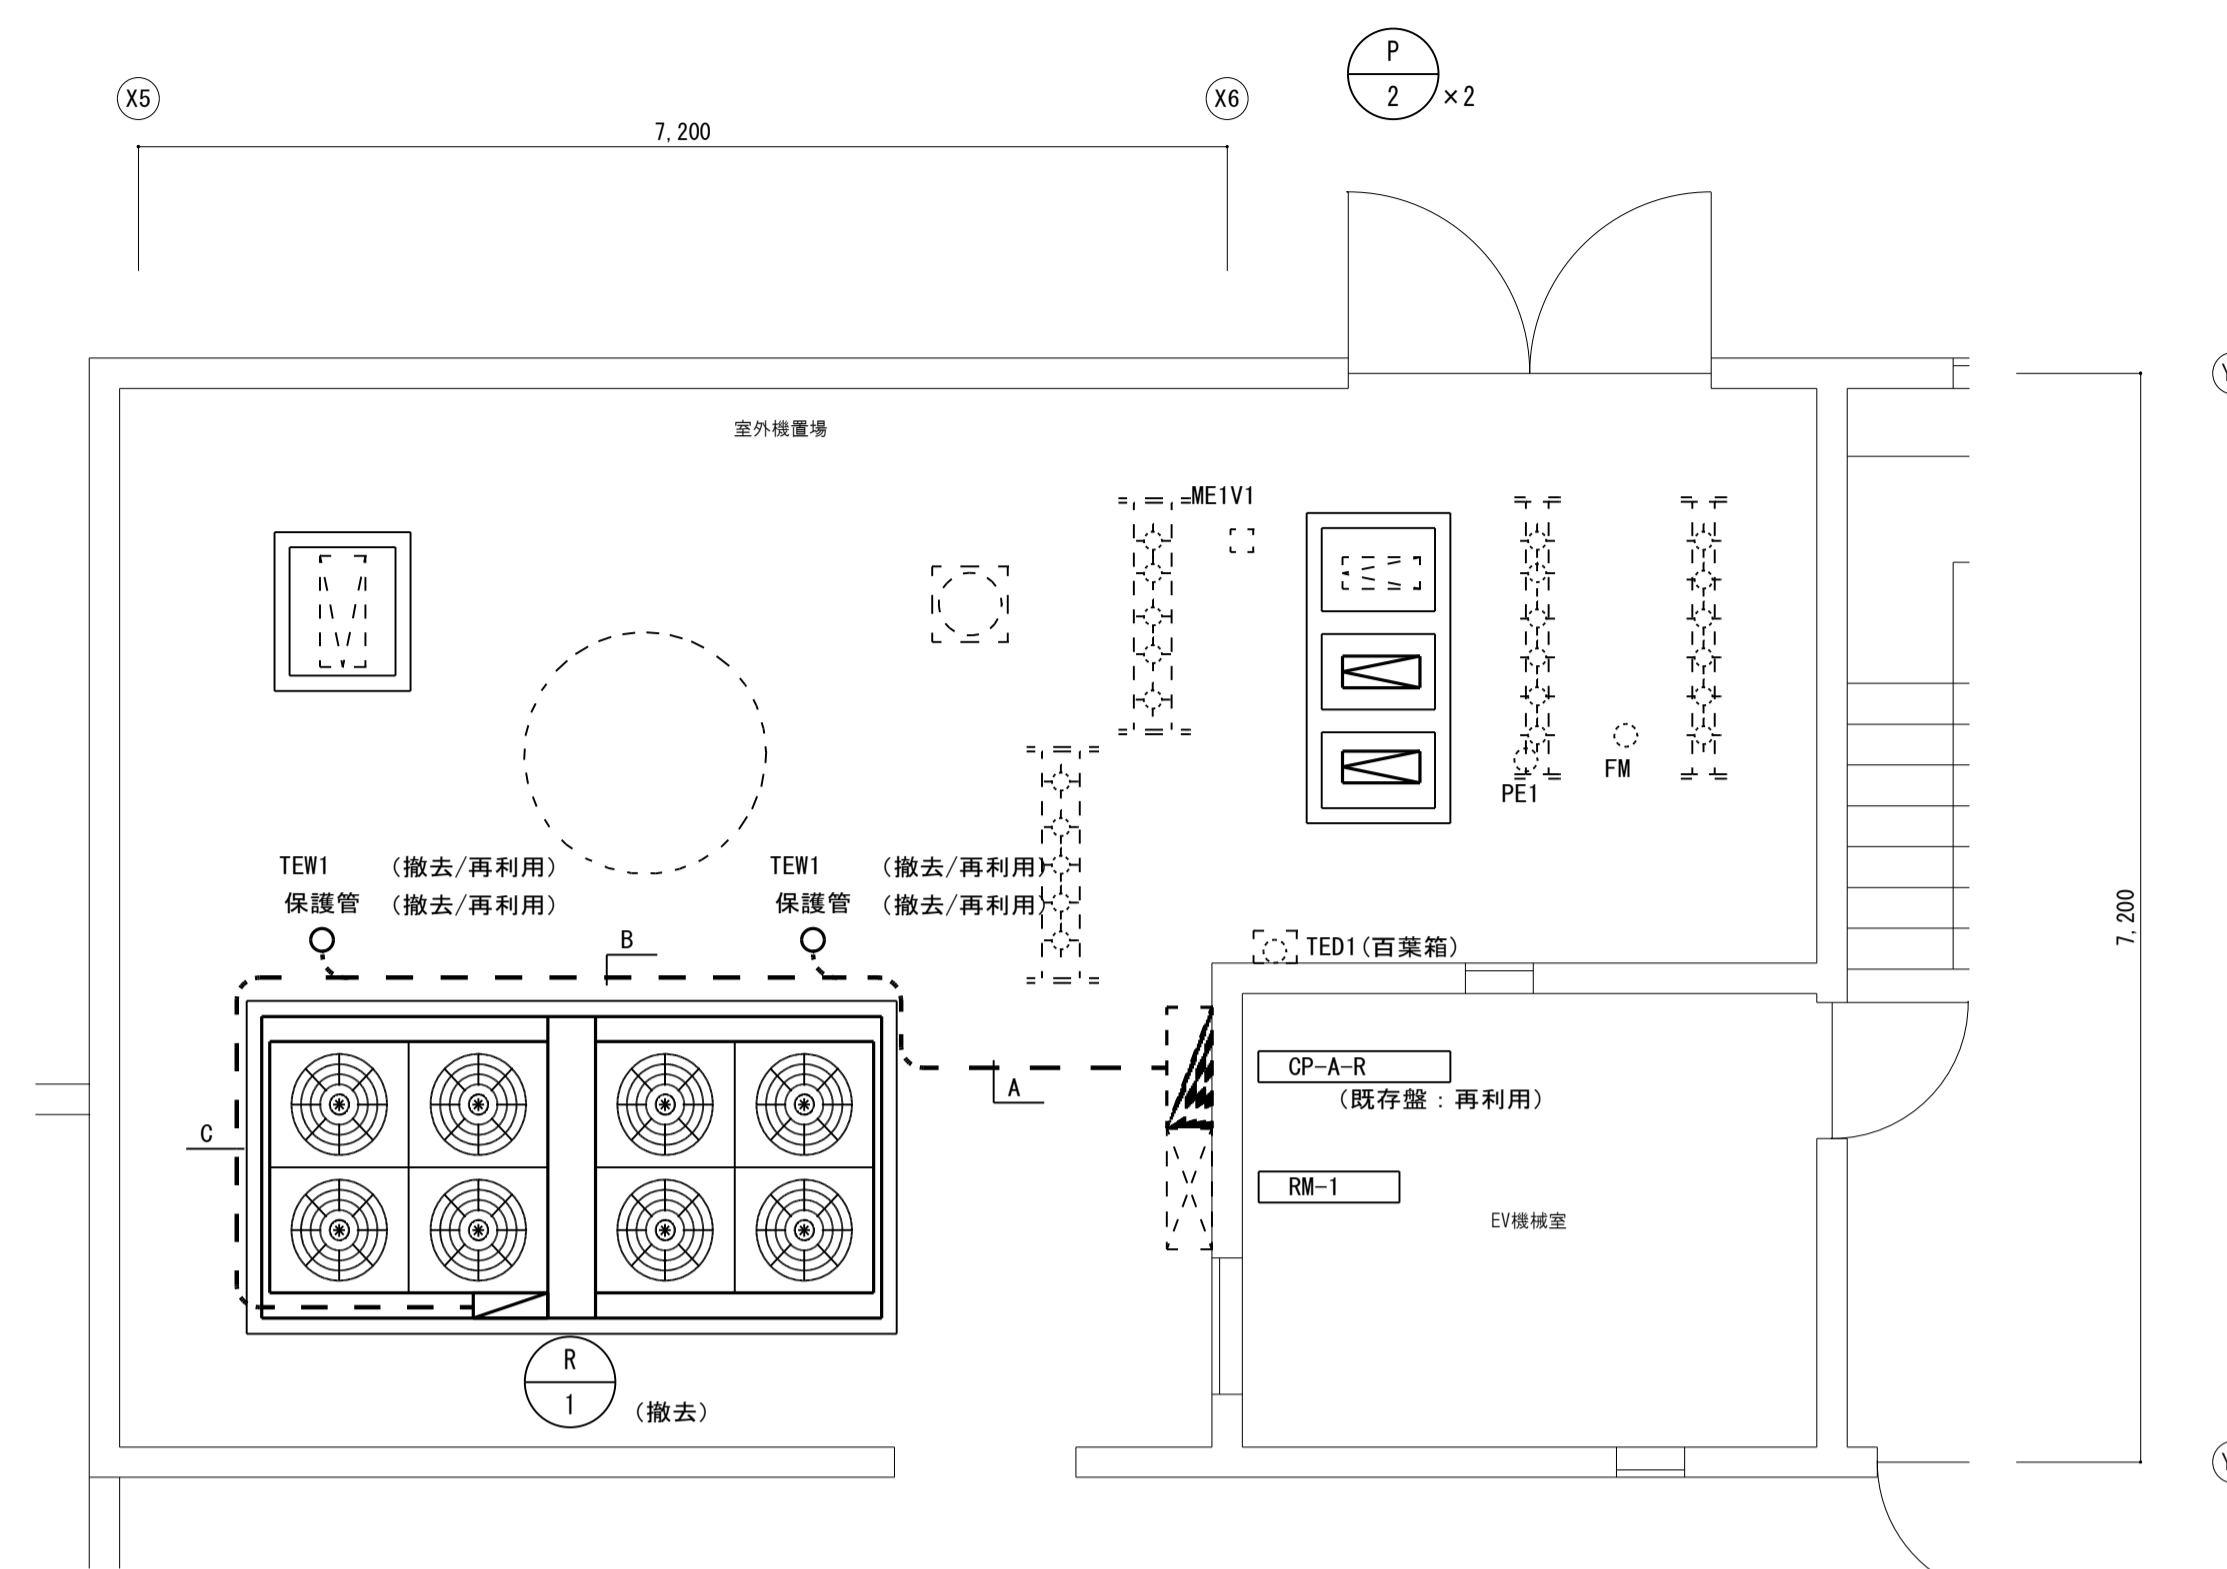 P
2
×2
X5
X6
7,200
室外機置場
ME1V1
FM
PE1
TEW1 (撤去/再利用)
保護管 (撤去/再利用)
TEW1 (撤去/再利用)
保護管 (撤去/再利用)
7,200
B
TED1(百葉箱)
A
CP-A-R
(既存盤:再利用)
C
RM-1
EV機械室
R
1
(撤去)